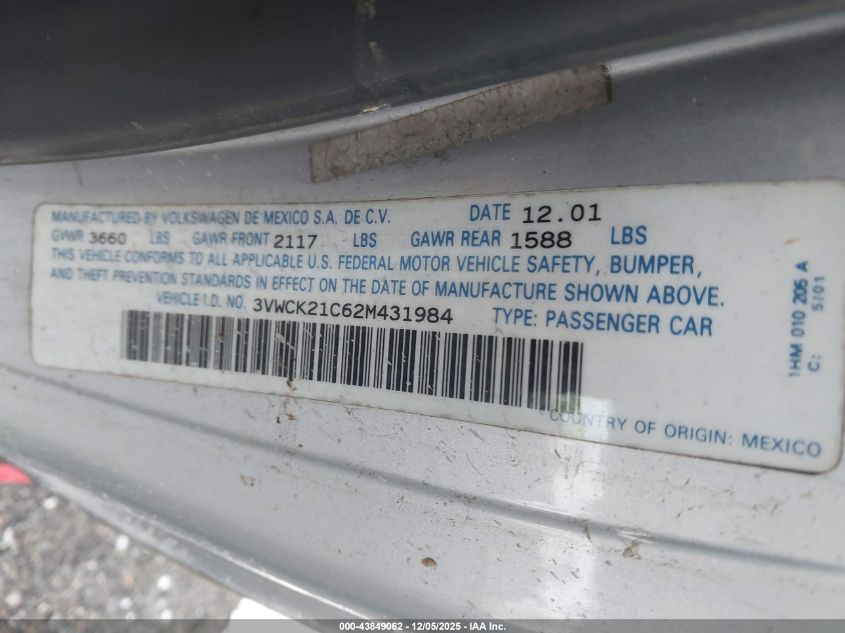 MANUFACTURED BY VOLKSWAGEN DE MEXICO S.A. DE C.V. DATE 12.01
GVWR 3660 LBS GAWR FRONT 2117 LBS GAWR REAR 1588 LBS
THIS VEHICLE CONFORMS TO ALL APPLICABLE U.S. FEDERAL MOTOR VEHICLE SAFETY, BUMPER,
AND THEFT PREVENTION STANDARDS IN EFFECT ON THE DATE OF MANUFACTURE SHOWN ABOVE.
VEHICLE I.D. NO. 3VWCK21C62M431984 TYPE: PASSENGER CAR
COUNTRY OF ORIGIN: MEXICO
1HM 010 205 A
C: 5/01
000-43849062 | 12/05/2025 - IAA Inc.